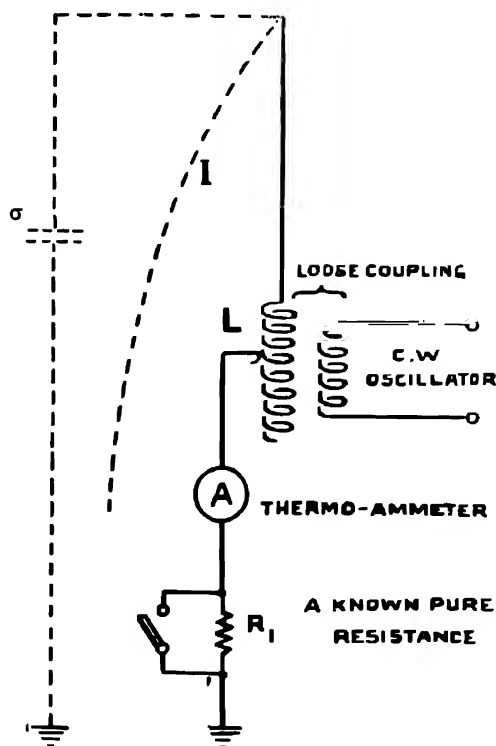 I
σ
LOOSE COUPLING
L
C.W
OSCILLATOR
A
THERMO-AMMETER
R1
A KNOWN PURE
RESISTANCE